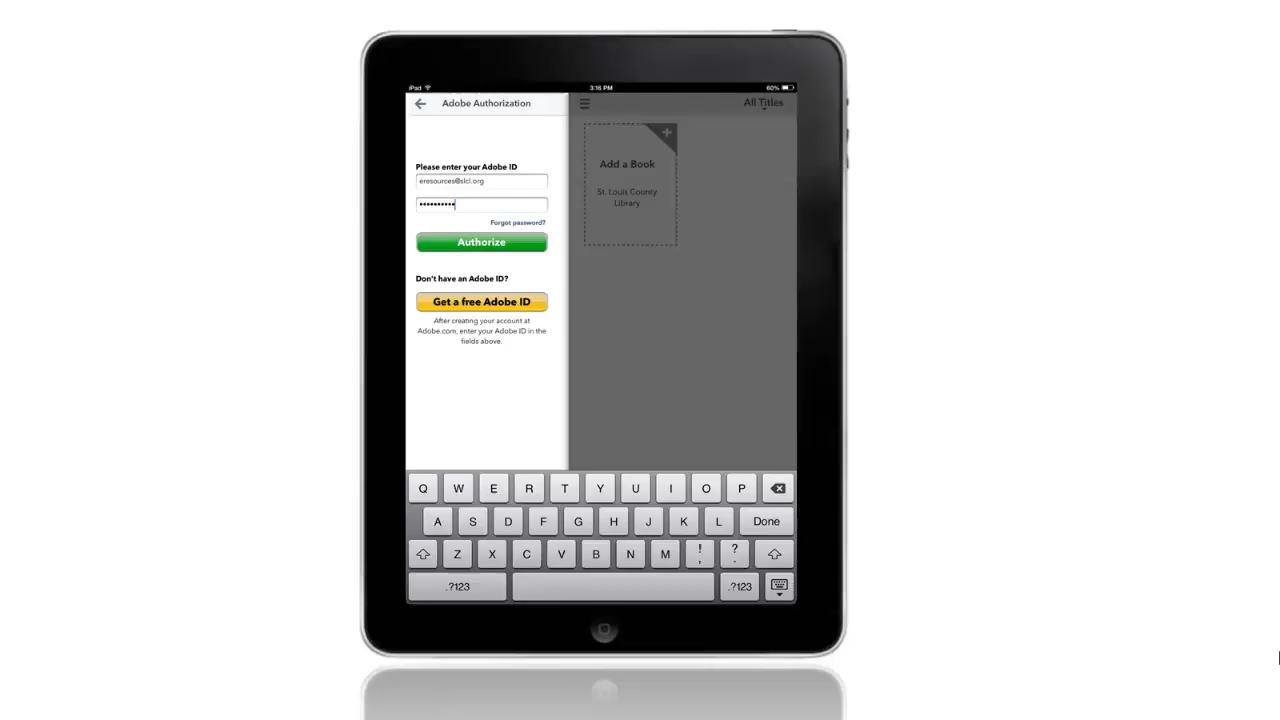 iPad 3:16 PM 60%
Adobe Authorization
All Titles
Please enter your Adobe ID
eresources@slcl.org
••••••••••
Forgot password?
Authorize
Don't have an Adobe ID?
Get a free Adobe ID
After creating your account at
Adobe.com, enter your Adobe ID in the
fields above.
Add a Book
St. Louis County
Library
Q W E R T Y U I O P
A S D F G H J K L Done
Z X C V B N M ! , ? .
.?123 .?123